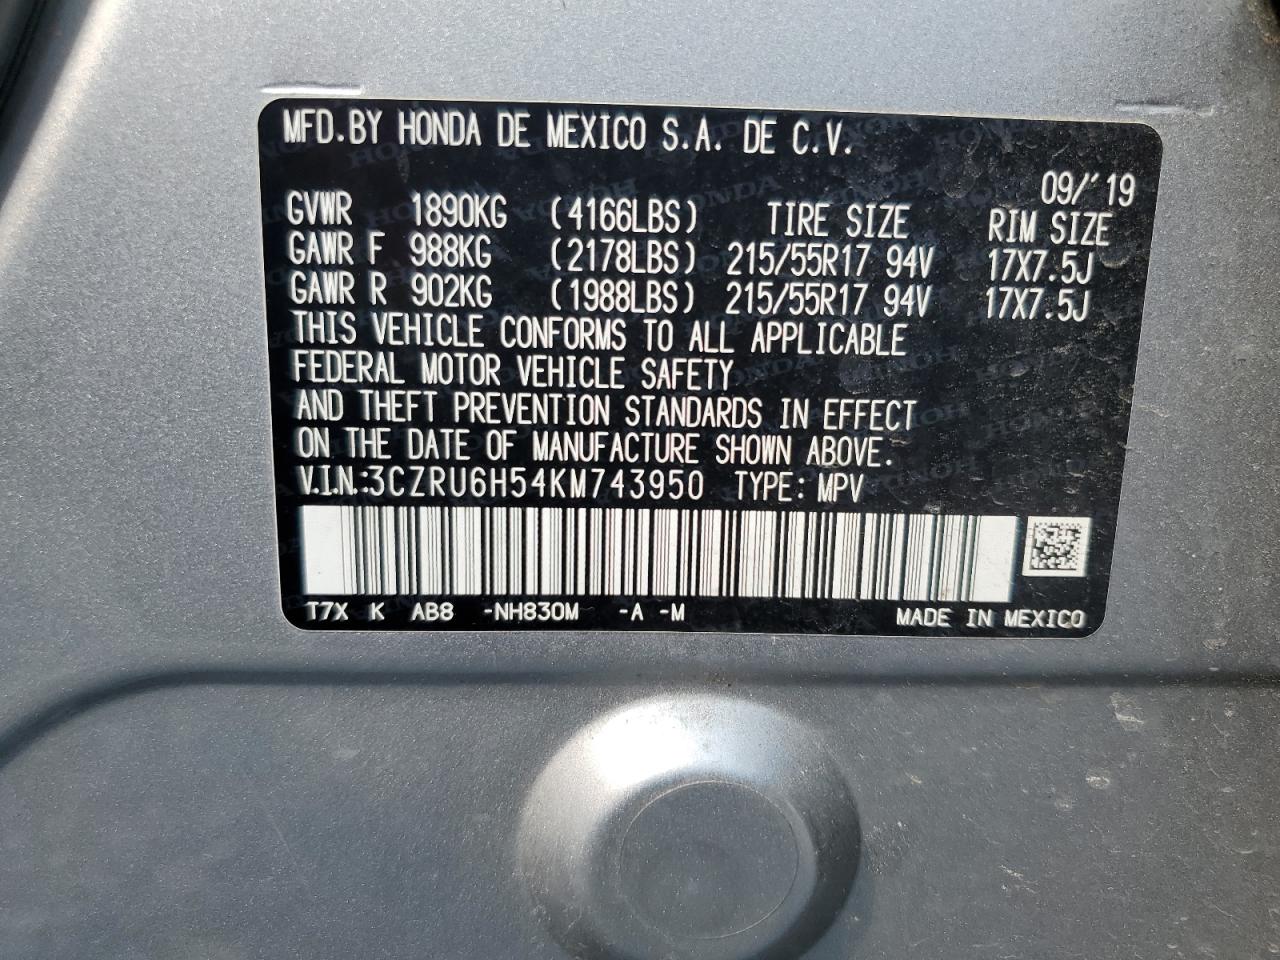 MFD.BY HONDA DE MEXICO S.A. DE C.V.
09/'19
GVWR 1890KG (4166LBS) TIRE SIZE RIM SIZE
GAWR F 988KG (2178LBS) 215/55R17 94V 17X7.5J
GAWR R 902KG (1988LBS) 215/55R17 94V 17X7.5J
THIS VEHICLE CONFORMS TO ALL APPLICABLE
FEDERAL MOTOR VEHICLE SAFETY
AND THEFT PREVENTION STANDARDS IN EFFECT
ON THE DATE OF MANUFACTURE SHOWN ABOVE.
V.I.N.:3CZRU6H54KM743950 TYPE: MPV
T7X K AB8 -NH830M -A -M MADE IN MEXICO